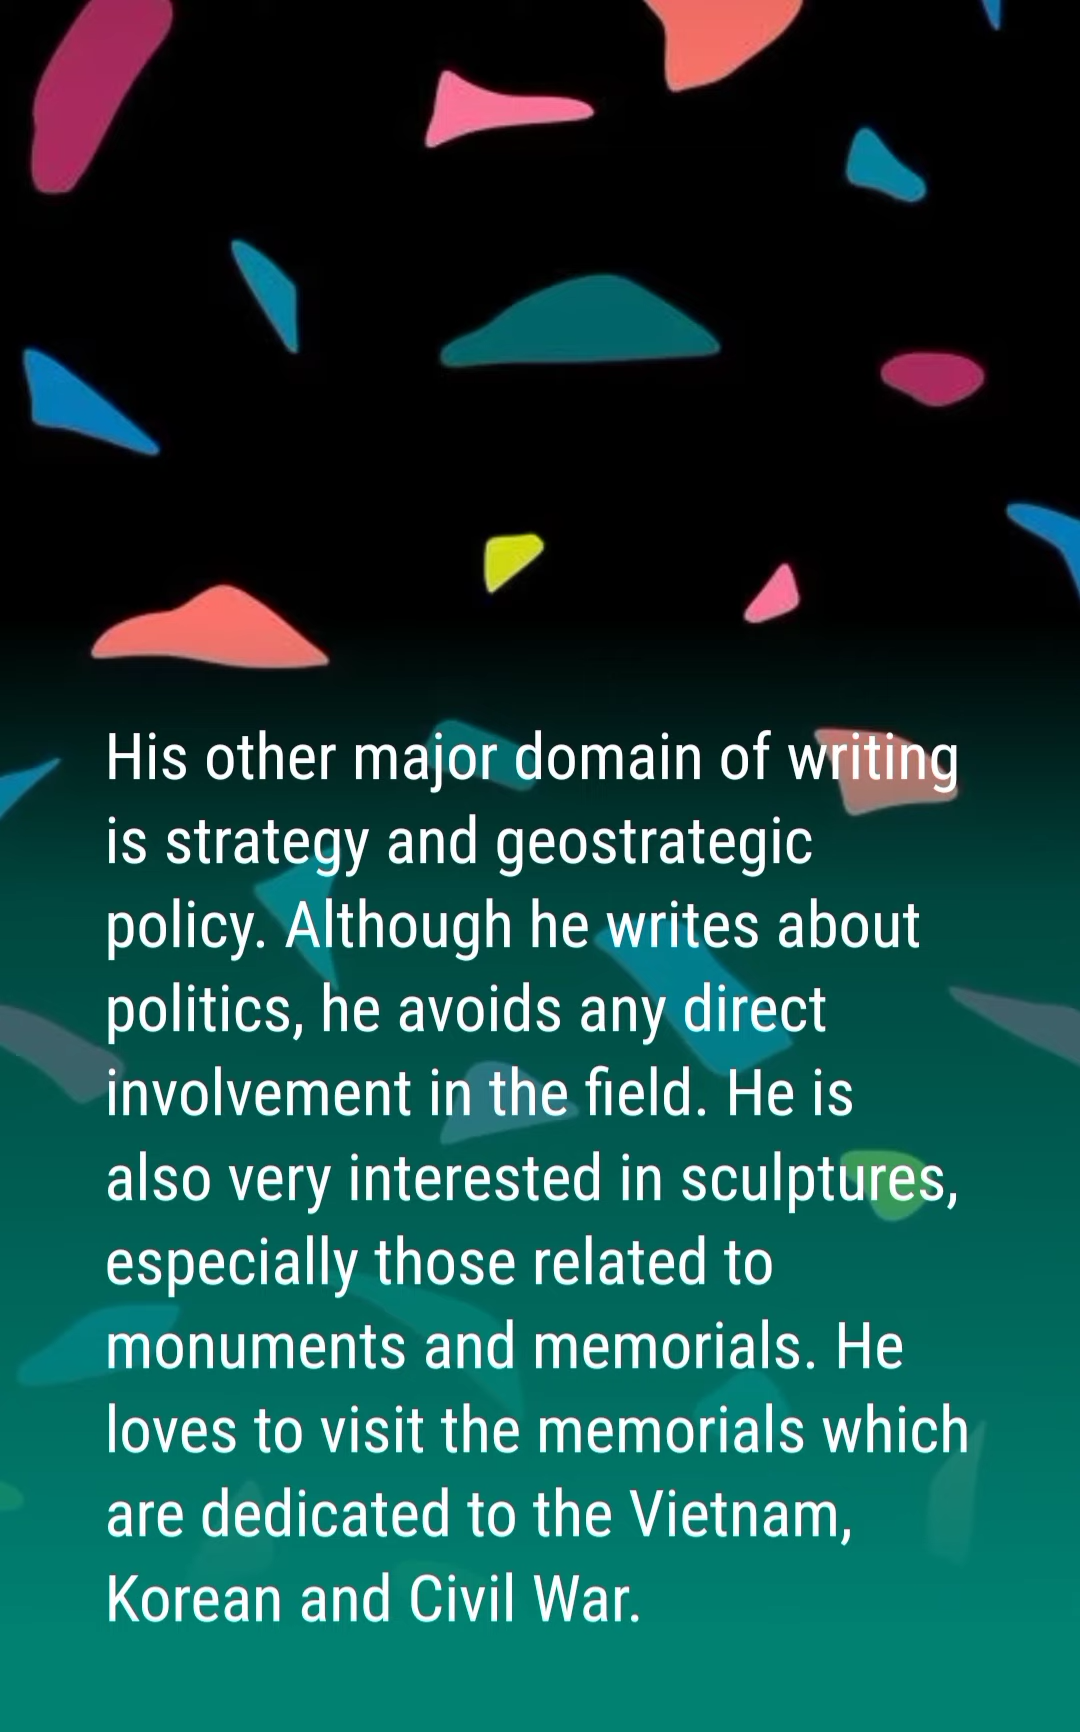 His other major domain of writing
is strategy and geostrategic
policy. Although he writes about
politics, he avoids any direct
involvement in the field. He is
also very interested in sculptures,
especially those related to
monuments and memorials. He
loves to visit the memorials which
are dedicated to the Vietnam,
Korean and Civil War.